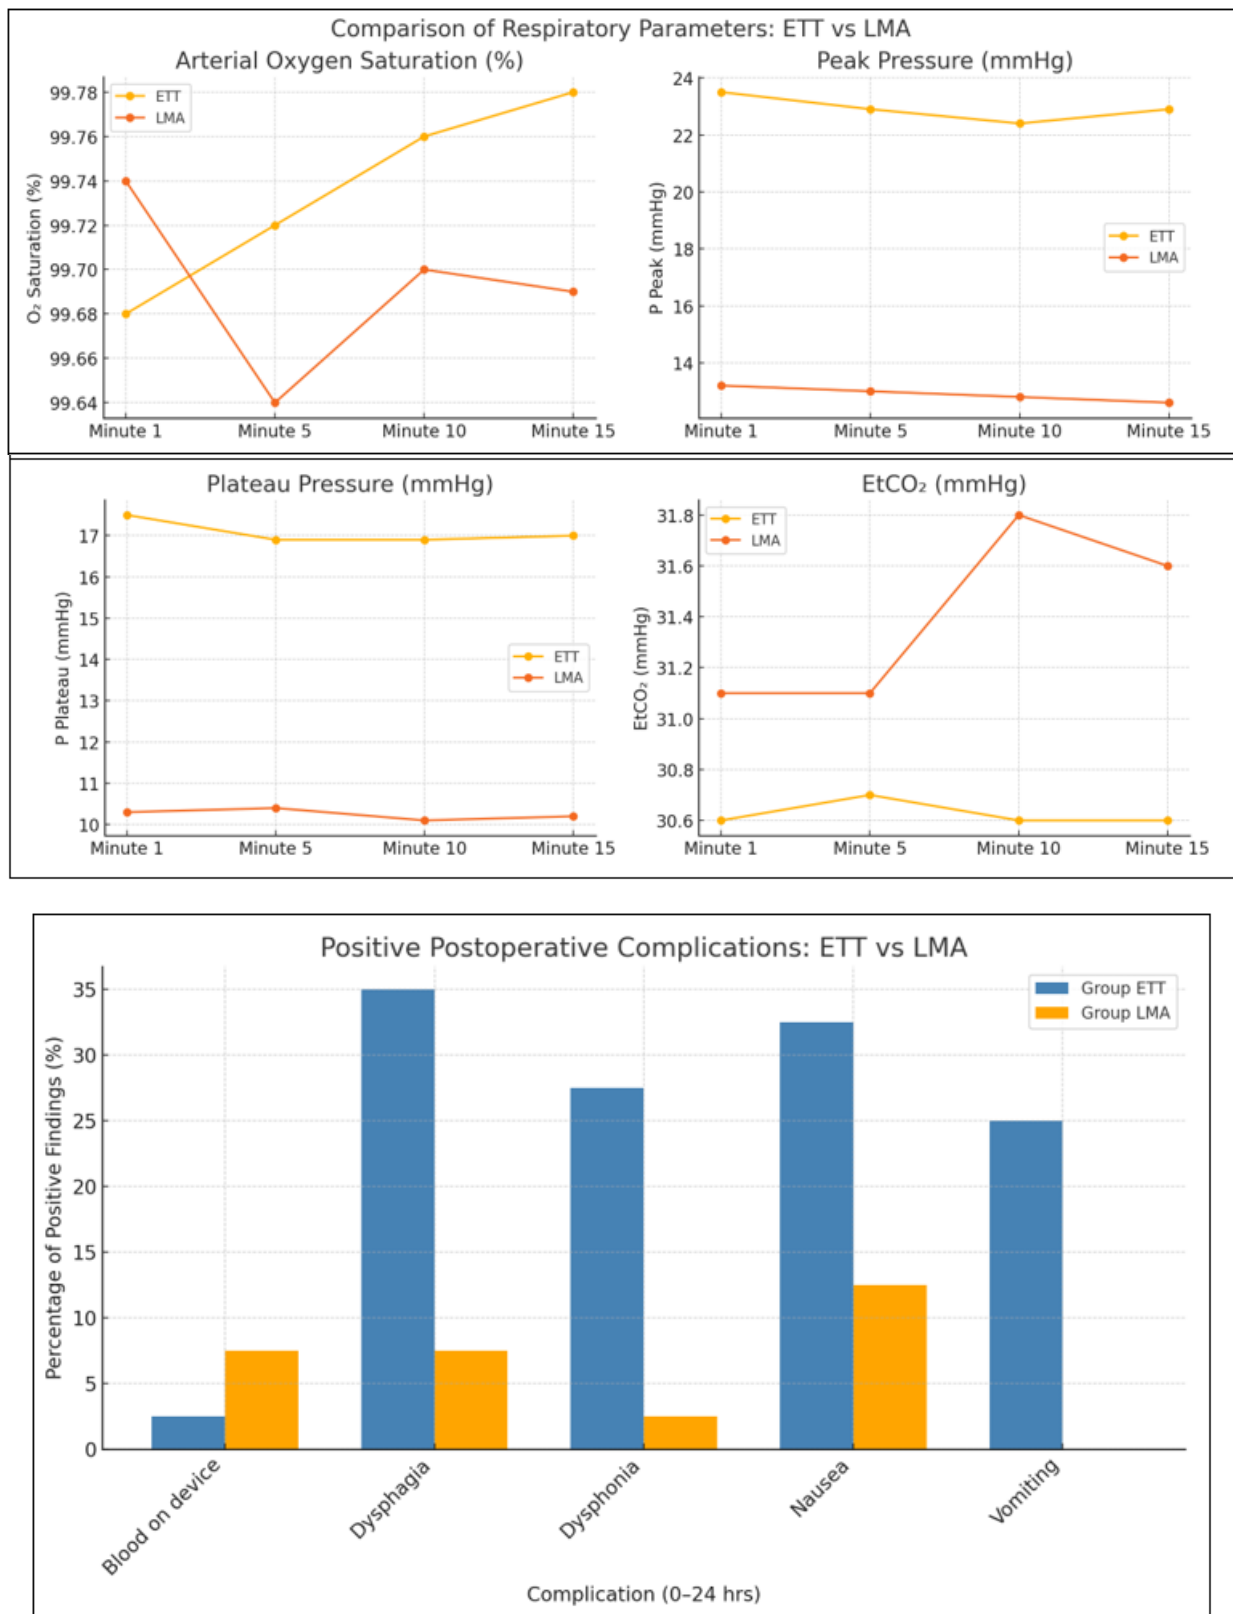 Comparison of Respiratory Parameters: ETT vs LMA
Arterial Oxygen Saturation (%)
O₂ Saturation (%)
99.78
99.76
99.74
99.72
99.70
99.68
99.66
99.64
ETT
LMA
Minute 1 Minute 5 Minute 10 Minute 15
Peak Pressure (mmHg)
P Peak (mmHg)
24
22
20
18
16
14
ETT
LMA
Minute 1 Minute 5 Minute 10 Minute 15
Plateau Pressure (mmHg)
P Plateau (mmHg)
17
16
15
14
13
12
11
10
ETT
LMA
Minute 1 Minute 5 Minute 10 Minute 15
EtCO₂ (mmHg)
EtCO₂ (mmHg)
31.8
31.6
31.4
31.2
31.0
30.8
30.6
ETT
LMA
Minute 1 Minute 5 Minute 10 Minute 15
Positive Postoperative Complications: ETT vs LMA
Percentage of Positive Findings (%)
35
30
25
20
15
10
5
0
Group ETT
Group LMA
Blood on device
Dysphagia
Dysphonia
Nausea
Vomiting
Complication (0–24 hrs)